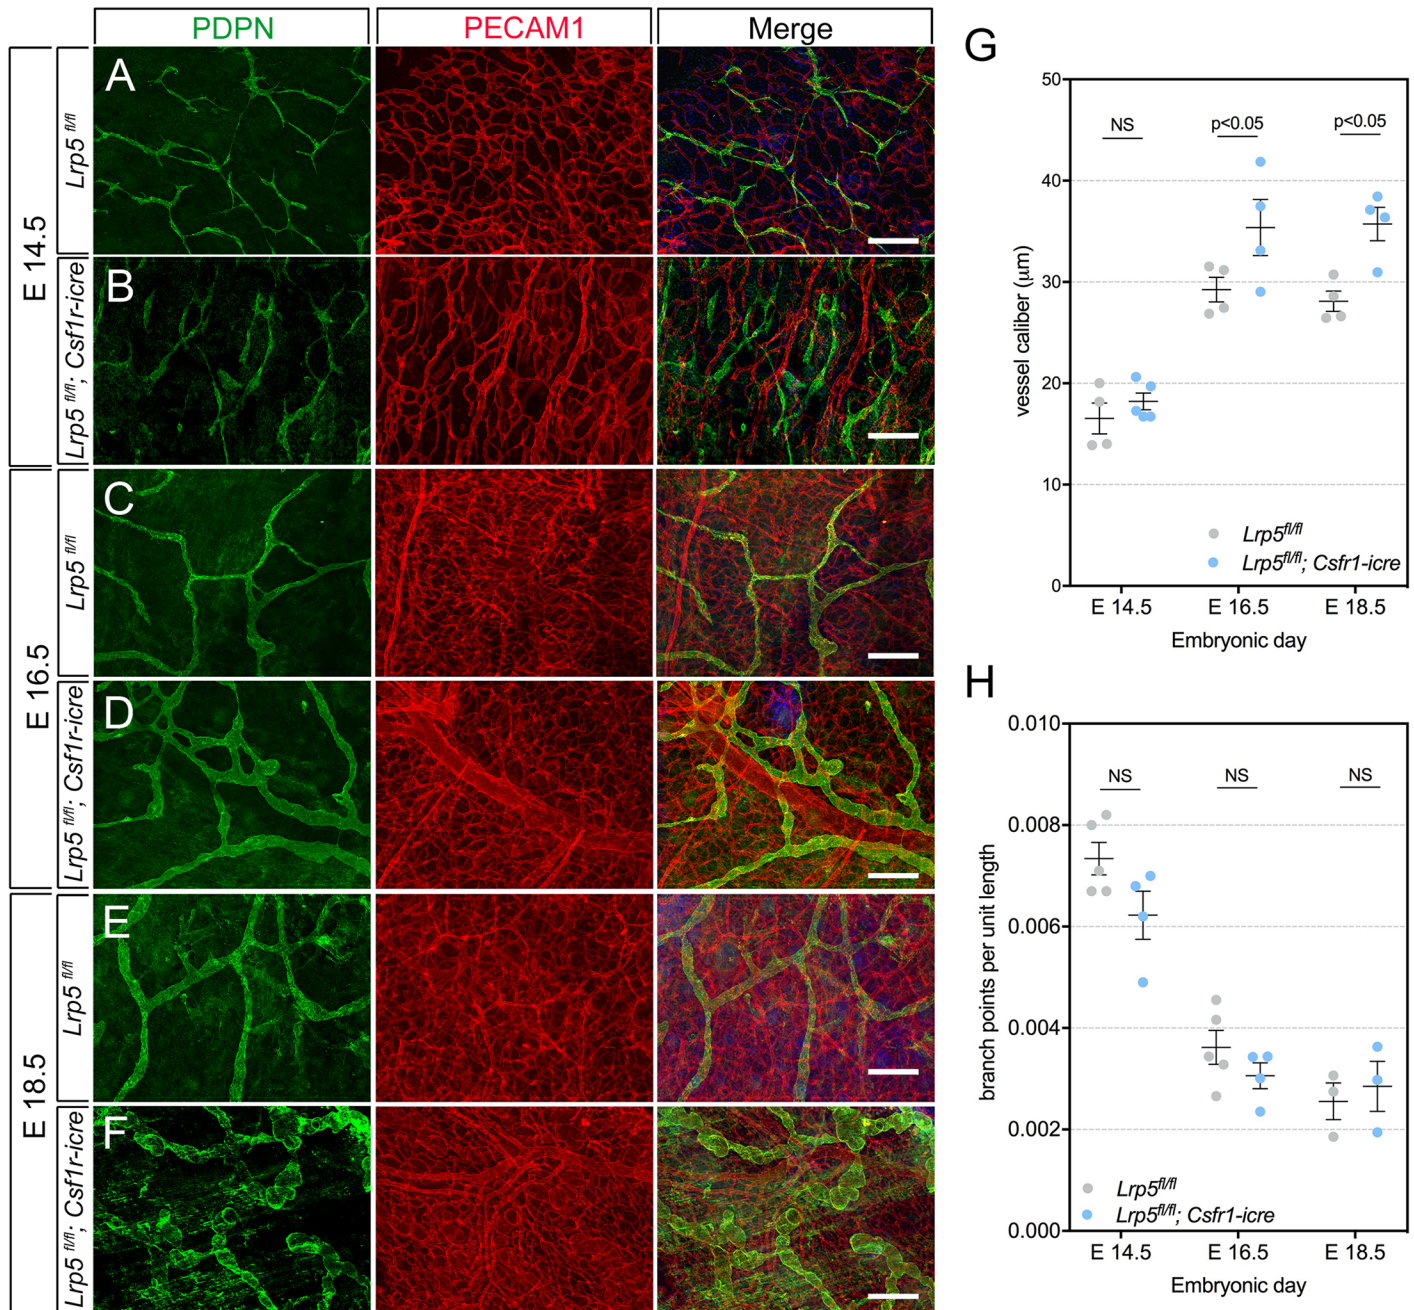 PDPN PECAM1 Merge
E 14.5
Lrp5 fl/fl
A
Lrp5 fl/fl; Csf1r-icre
B
E 16.5
Lrp5 fl/fl
C
Lrp5 fl/fl; Csf1r-icre
D
E 18.5
Lrp5 fl/fl
E
Lrp5 fl/fl; Csf1r-icre
F
G
vessel caliber (μm)
50
40
30
20
10
0
NS p<0.05 p<0.05
Lrp5fl/fl
Lrp5fl/fl; Csfr1-icre
E 14.5 E 16.5 E 18.5
Embryonic day
H
branch points per unit length
0.010
0.008
0.006
0.004
0.002
0.000
NS NS NS
Lrp5fl/fl
Lrp5fl/fl; Csfr1-icre
E 14.5 E 16.5 E 18.5
Embryonic day